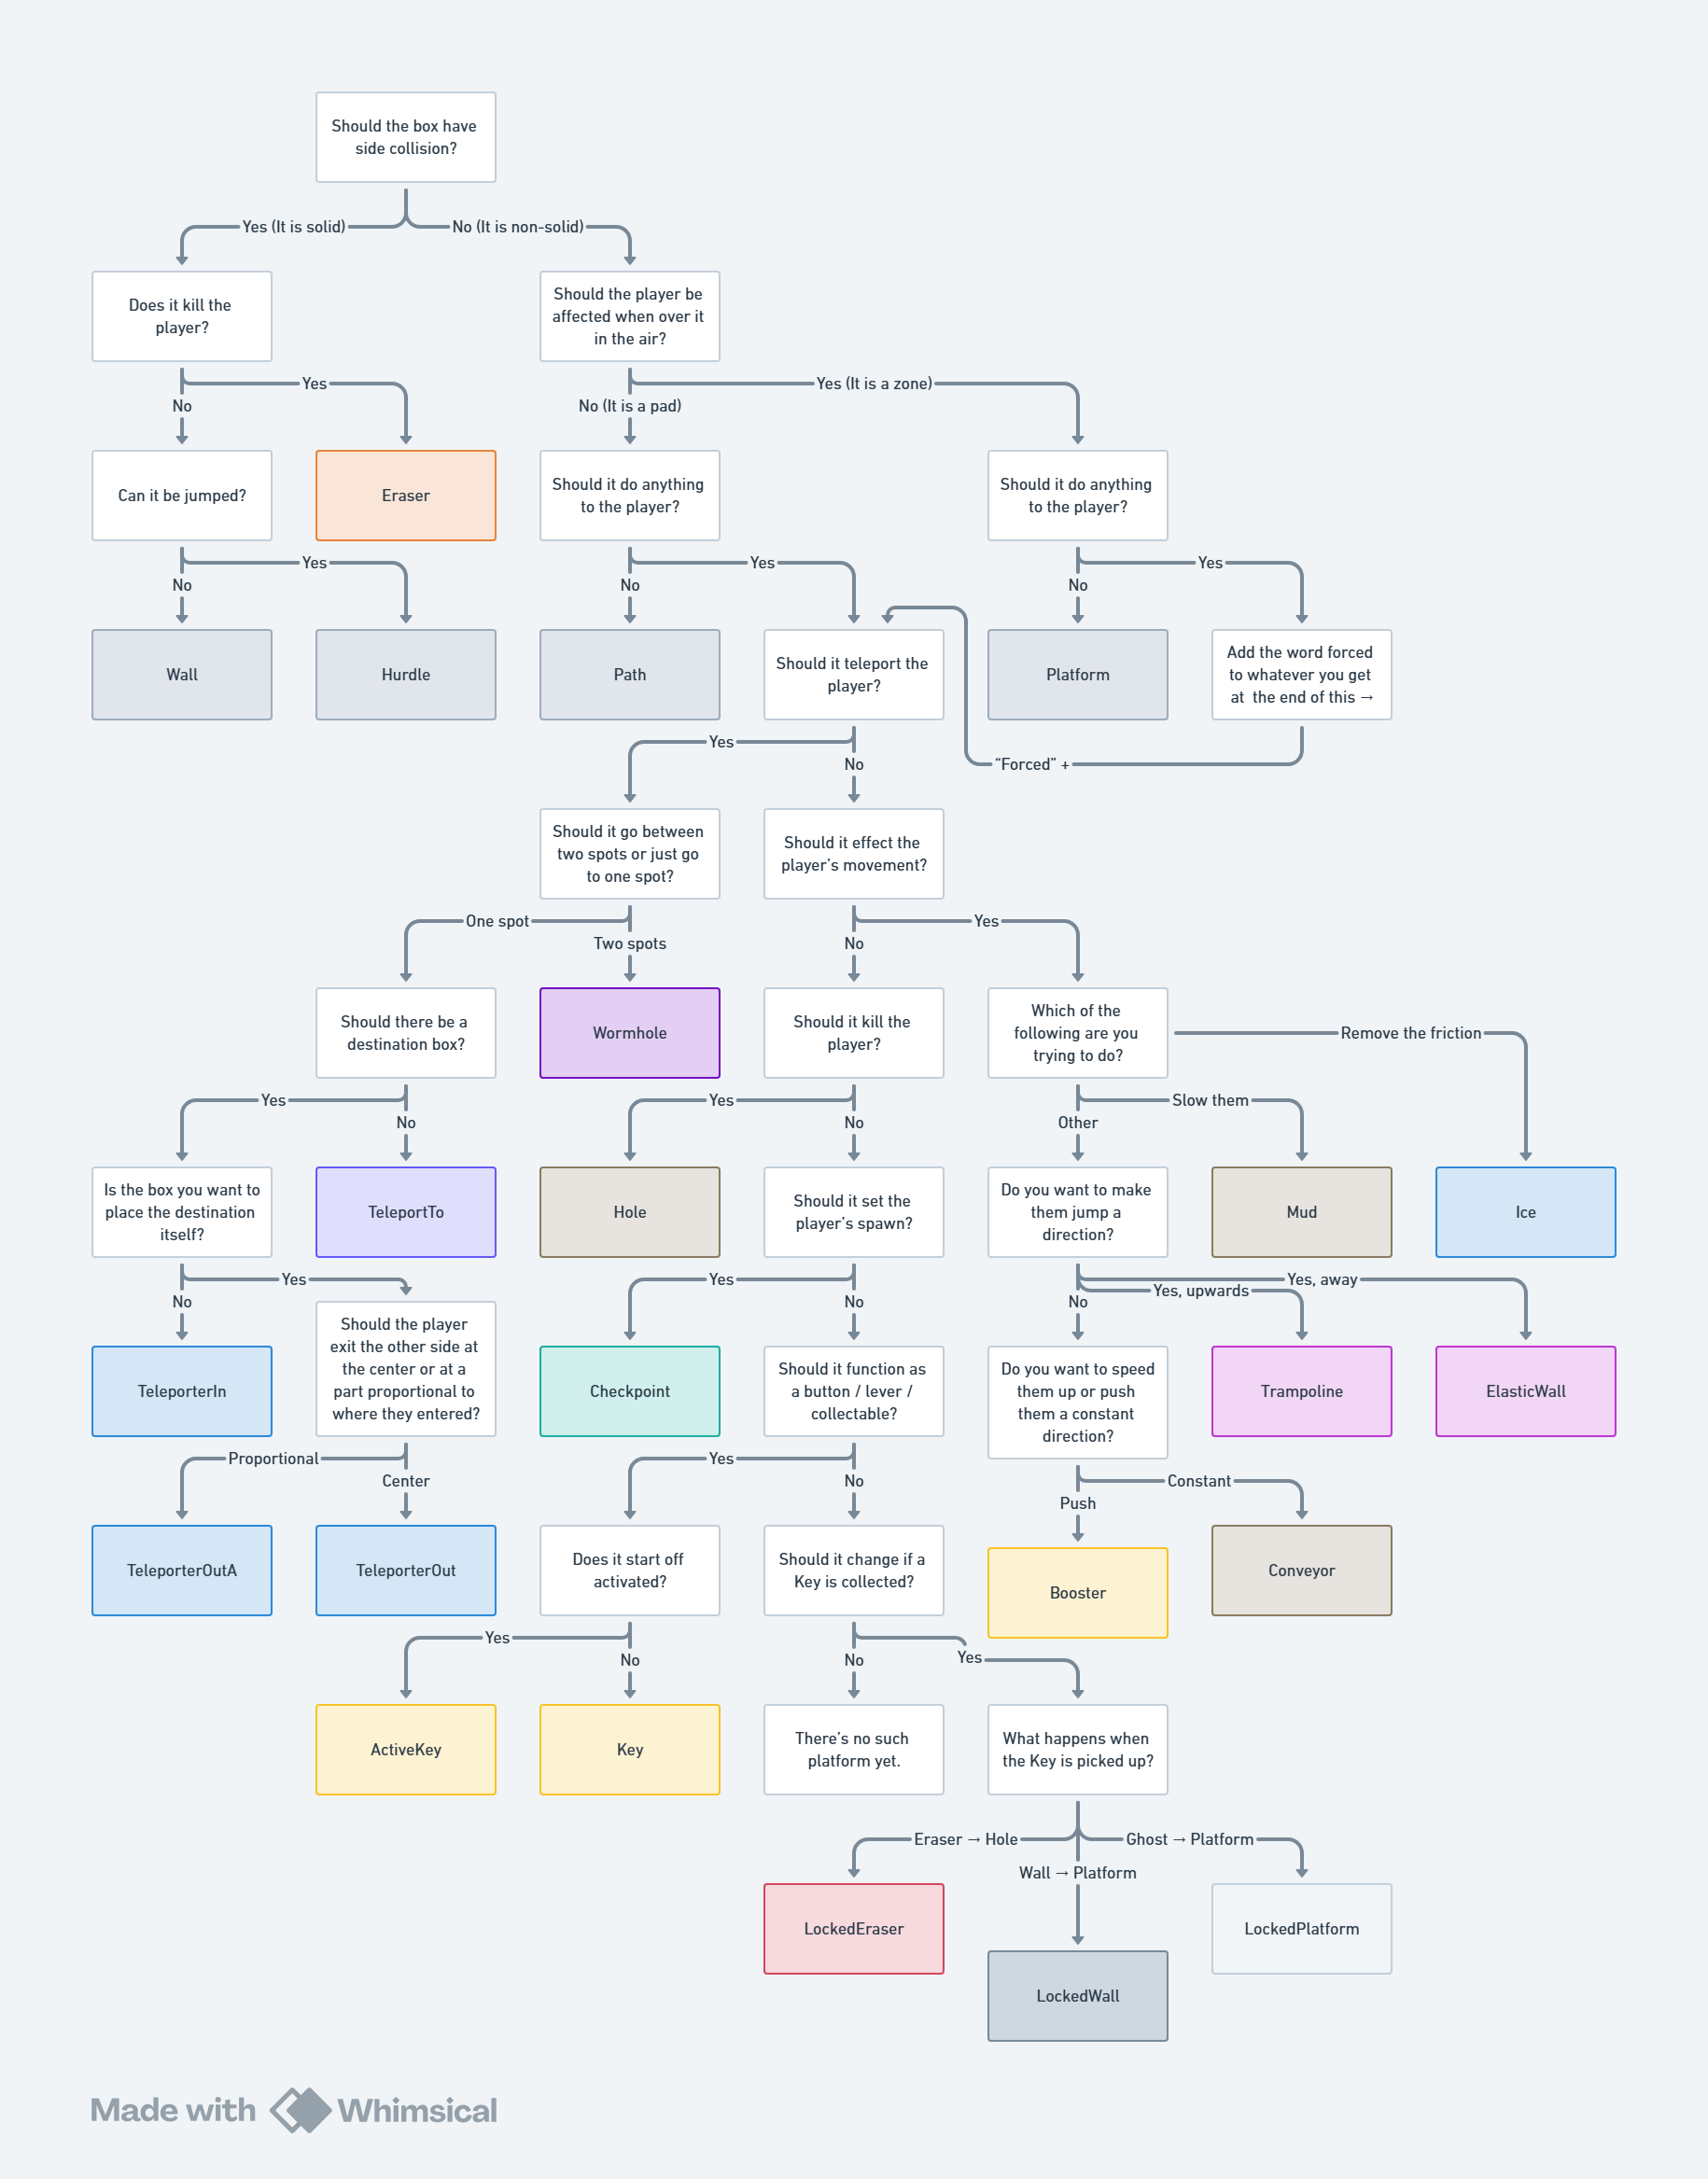 Should the box have
side collision?
Yes (It is solid)
No (It is non-solid)
Does it kill the
player?
Should the player be
affected when over it
in the air?
Yes
Yes (It is a zone)
No
No (It is a pad)
Can it be jumped?
Eraser
Should it do anything
to the player?
Should it do anything
to the player?
Yes
Yes
Yes
No
No
No
Wall
Hurdle
Path
Should it teleport the
player?
Platform
Add the word forced
to whatever you get
at the end of this →
Yes
No
“Forced” +
Should it go between
two spots or just go
to one spot?
Should it effect the
player’s movement?
One spot
Yes
Two spots
No
Should there be a
destination box?
Wormhole
Should it kill the
player?
Which of the
following are you
trying to do?
Remove the friction
Yes
Yes
Slow them
No
No
Other
Is the box you want to
place the destination
itself?
TeleportTo
Hole
Should it set the
player’s spawn?
Do you want to make
them jump a
direction?
Mud
Ice
Yes
Yes
Yes, away
Yes, upwards
No
No
No
TeleporterIn
Should the player
exit the other side at
the center or at a
part proportional to
where they entered?
Checkpoint
Should it function as
a button / lever /
collectable?
Do you want to speed
them up or push
them a constant
direction?
Trampoline
ElasticWall
Proportional
Yes
Center
No
Constant
Push
TeleporterOutA
TeleporterOut
Does it start off
activated?
Should it change if a
Key is collected?
Booster
Conveyor
Yes
No
No
Yes
ActiveKey
Key
There’s no such
platform yet.
What happens when
the Key is picked up?
Eraser → Hole
Ghost → Platform
Wall → Platform
LockedEraser
LockedPlatform
LockedWall
Made with Whimsical